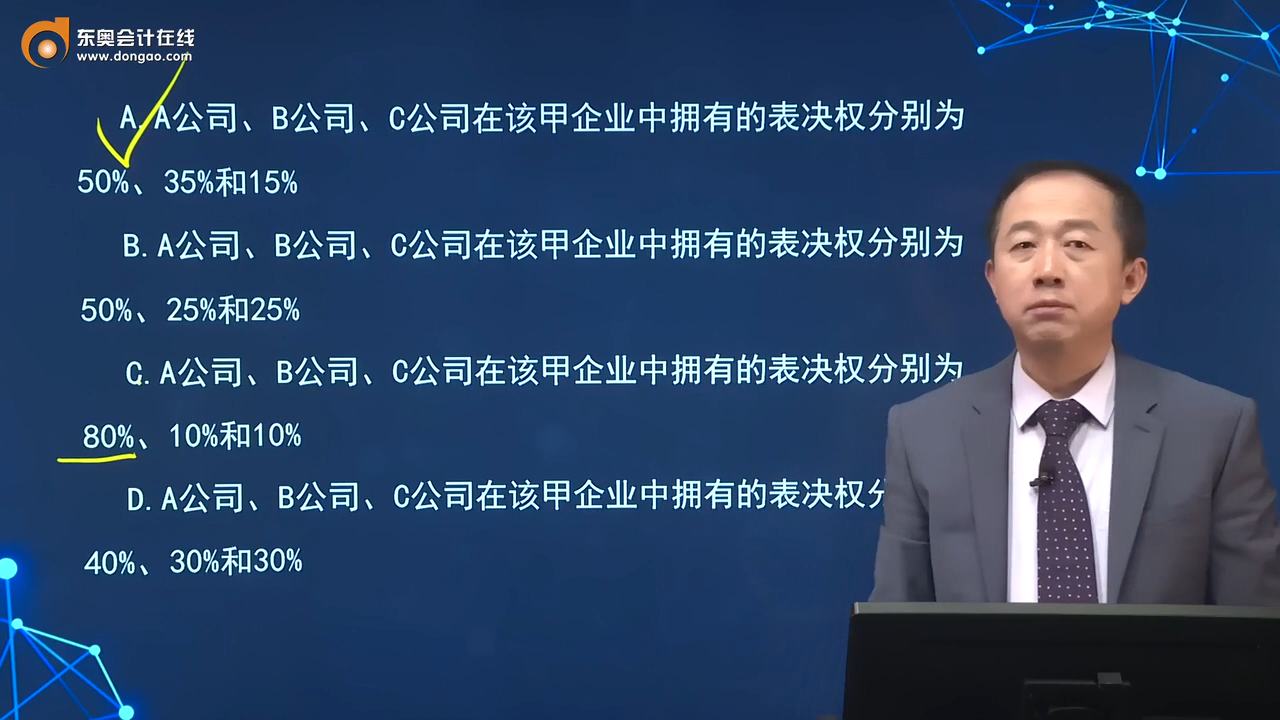 东奥会计在线
www.dongao.com
A.A公司、B公司、C公司在该甲企业中拥有的表决权分别为
50%、35%和15%
B.A公司、B公司、C公司在该甲企业中拥有的表决权分别为
50%、25%和25%
C.A公司、B公司、C公司在该甲企业中拥有的表决权分别为
80%、10%和10%
D.A公司、B公司、C公司在该甲企业中拥有的表决权
40%、30%和30%